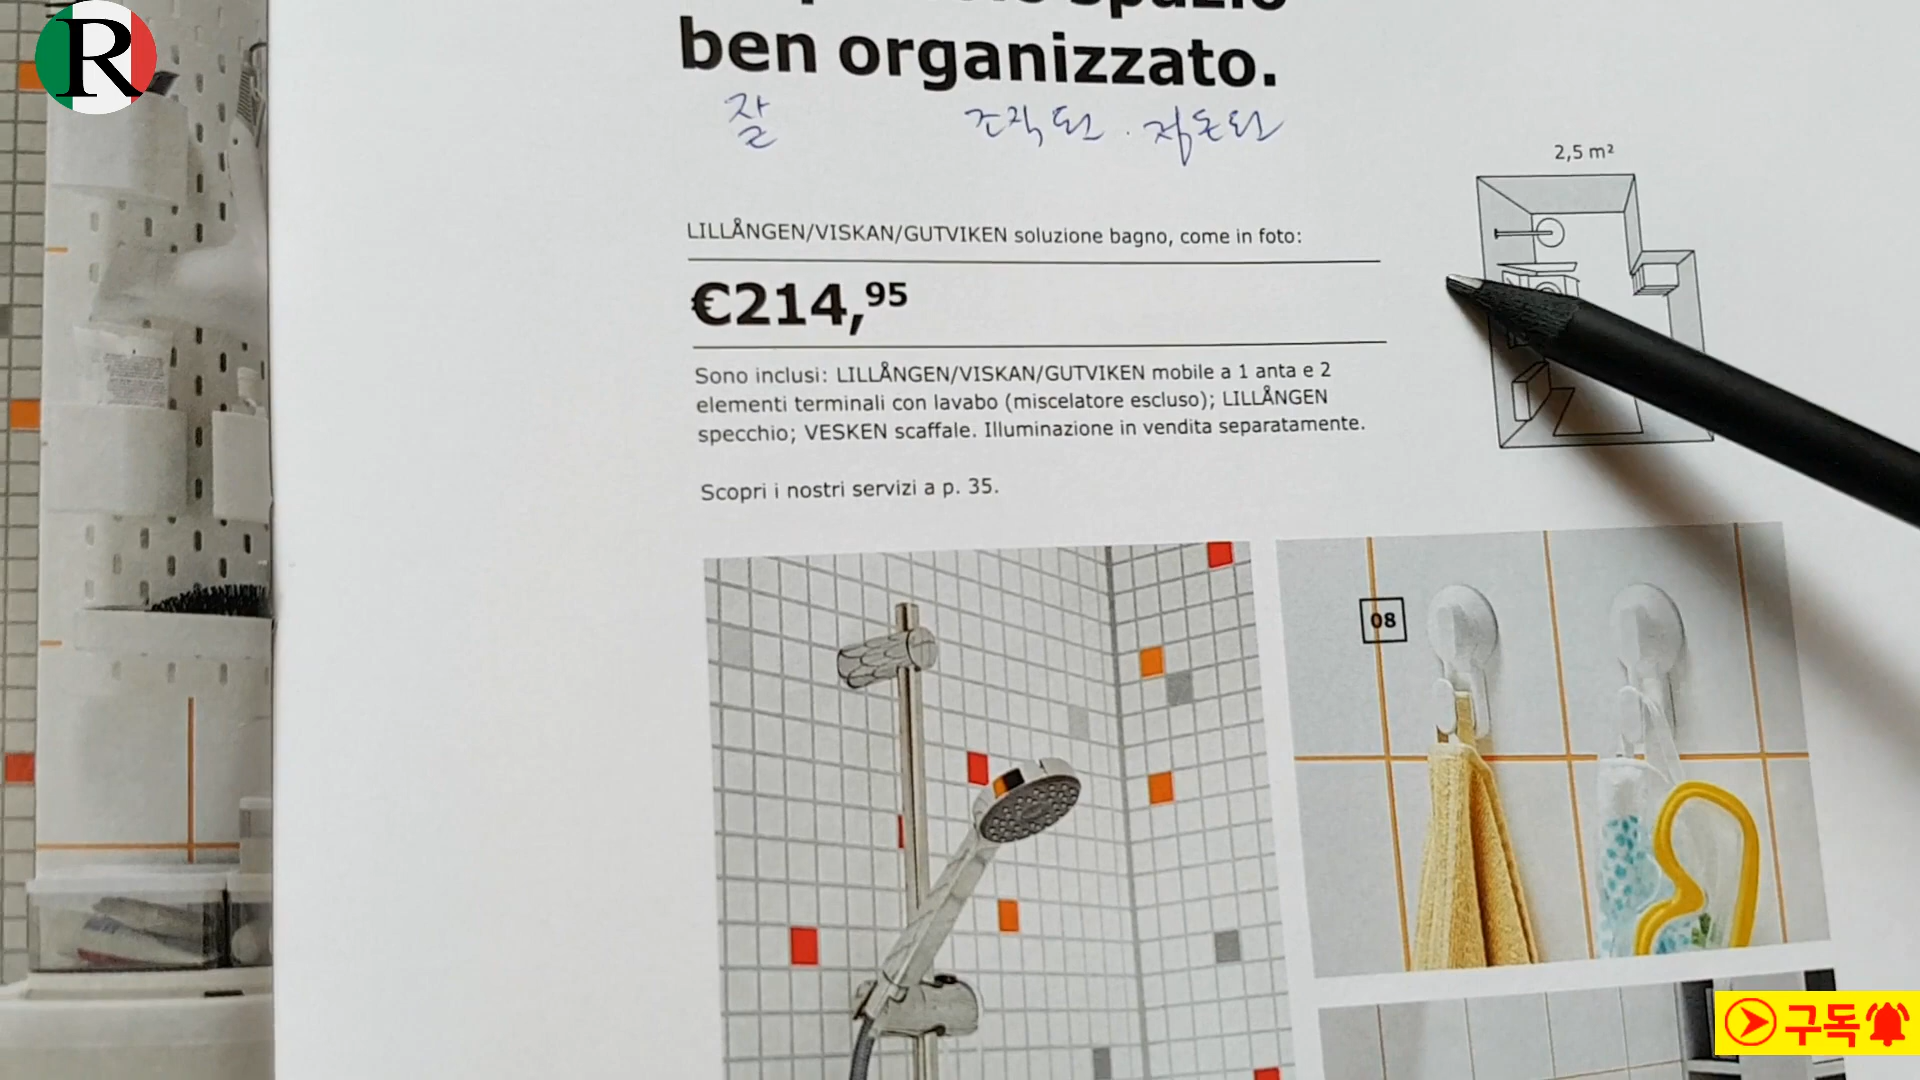 R
spazio
ben organizzato.
잘 조직된 . 정돈된
2,5 m²
LILLÅNGEN/VISKAN/GUTVIKEN soluzione bagno, come in foto:
€214,95
Sono inclusi: LILLÅNGEN/VISKAN/GUTVIKEN mobile a 1 anta e 2
elementi terminali con lavabo (miscelatore escluso); LILLÅNGEN
specchio; VESKEN scaffale. Illuminazione in vendita separatamente.
Scopri i nostri servizi a p. 35.
08
구독